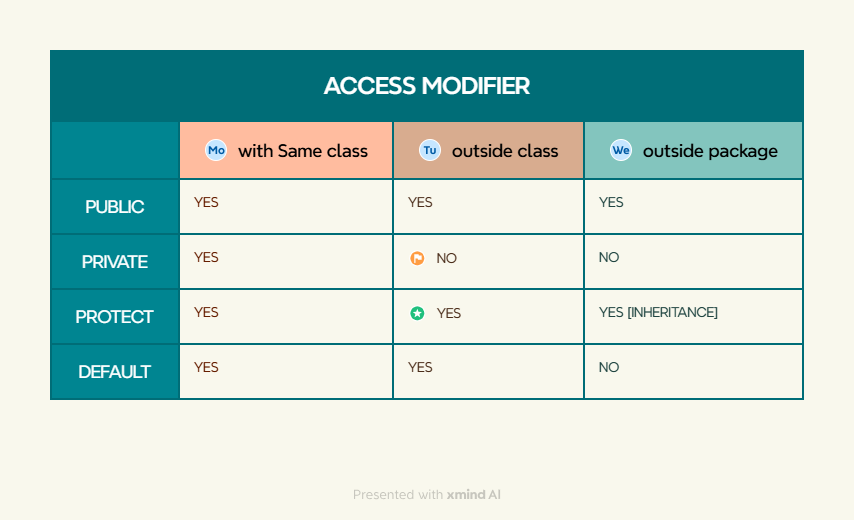 ACCESS MODIFIER
Mo with Same class Tu outside class We outside package
PUBLIC YES YES YES
PRIVATE YES NO NO
PROTECT YES YES YES [INHERITANCE]
DEFAULT YES YES NO
Presented with xmind AI